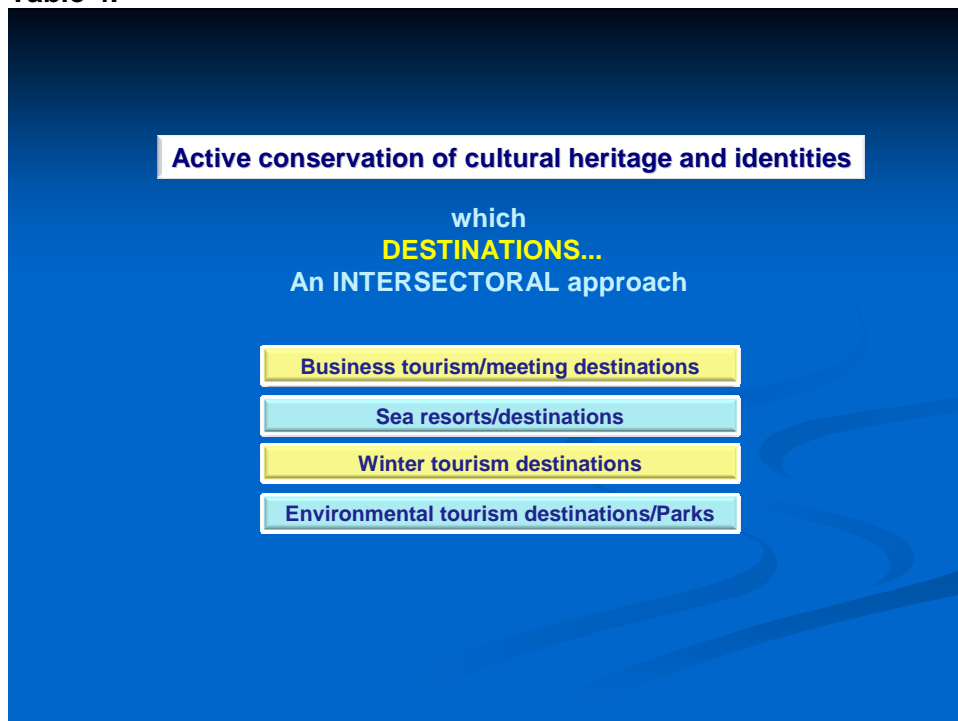 Active conservation of cultural heritage and identities
which
DESTINATIONS...
An INTERSECTORAL approach
Business tourism/meeting destinations
Sea resorts/destinations
Winter tourism destinations
Environmental tourism destinations/Parks